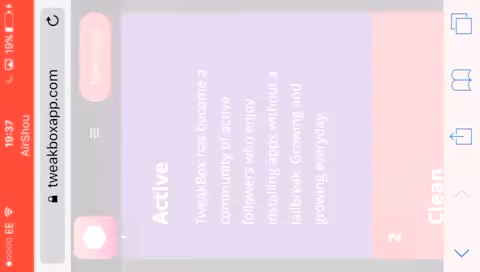 EE 19:37 19%
AirShou
tweakboxapp.com
Active
TweakBox has become a
community of active
followers who enjoy
installing apps without a
jailbreak. Growing and
growing everyday
2
Clean